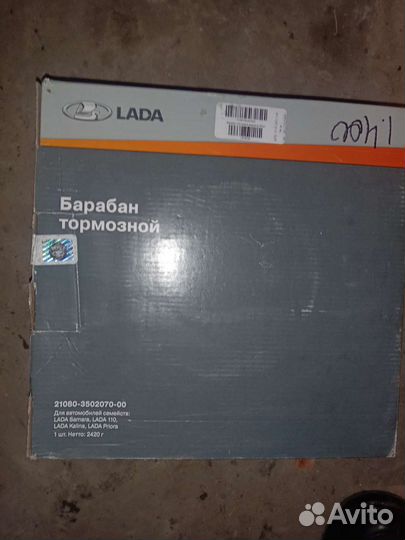 LADA
Барабан
тормозной
21080-3502070-00
Для автомобилей семейств:
LADA Samara, LADA 110,
LADA Kalina, LADA Priora
1 шт. Нетто: 2420 г
Avito